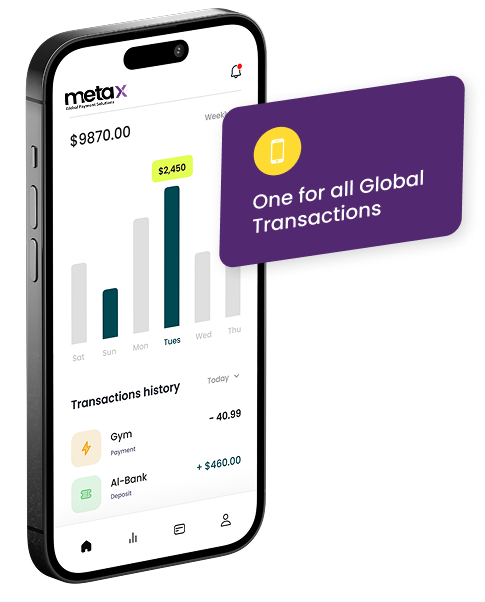 metax
Global Payment Solutions
$9870.00
$2,450
Sat
Sun
Mon
Tues
Wed
Thu
One for all Global
Transactions
Transactions history
Today
Gym
Payment
- 40.99
Al-Bank
Deposit
+ $460.00